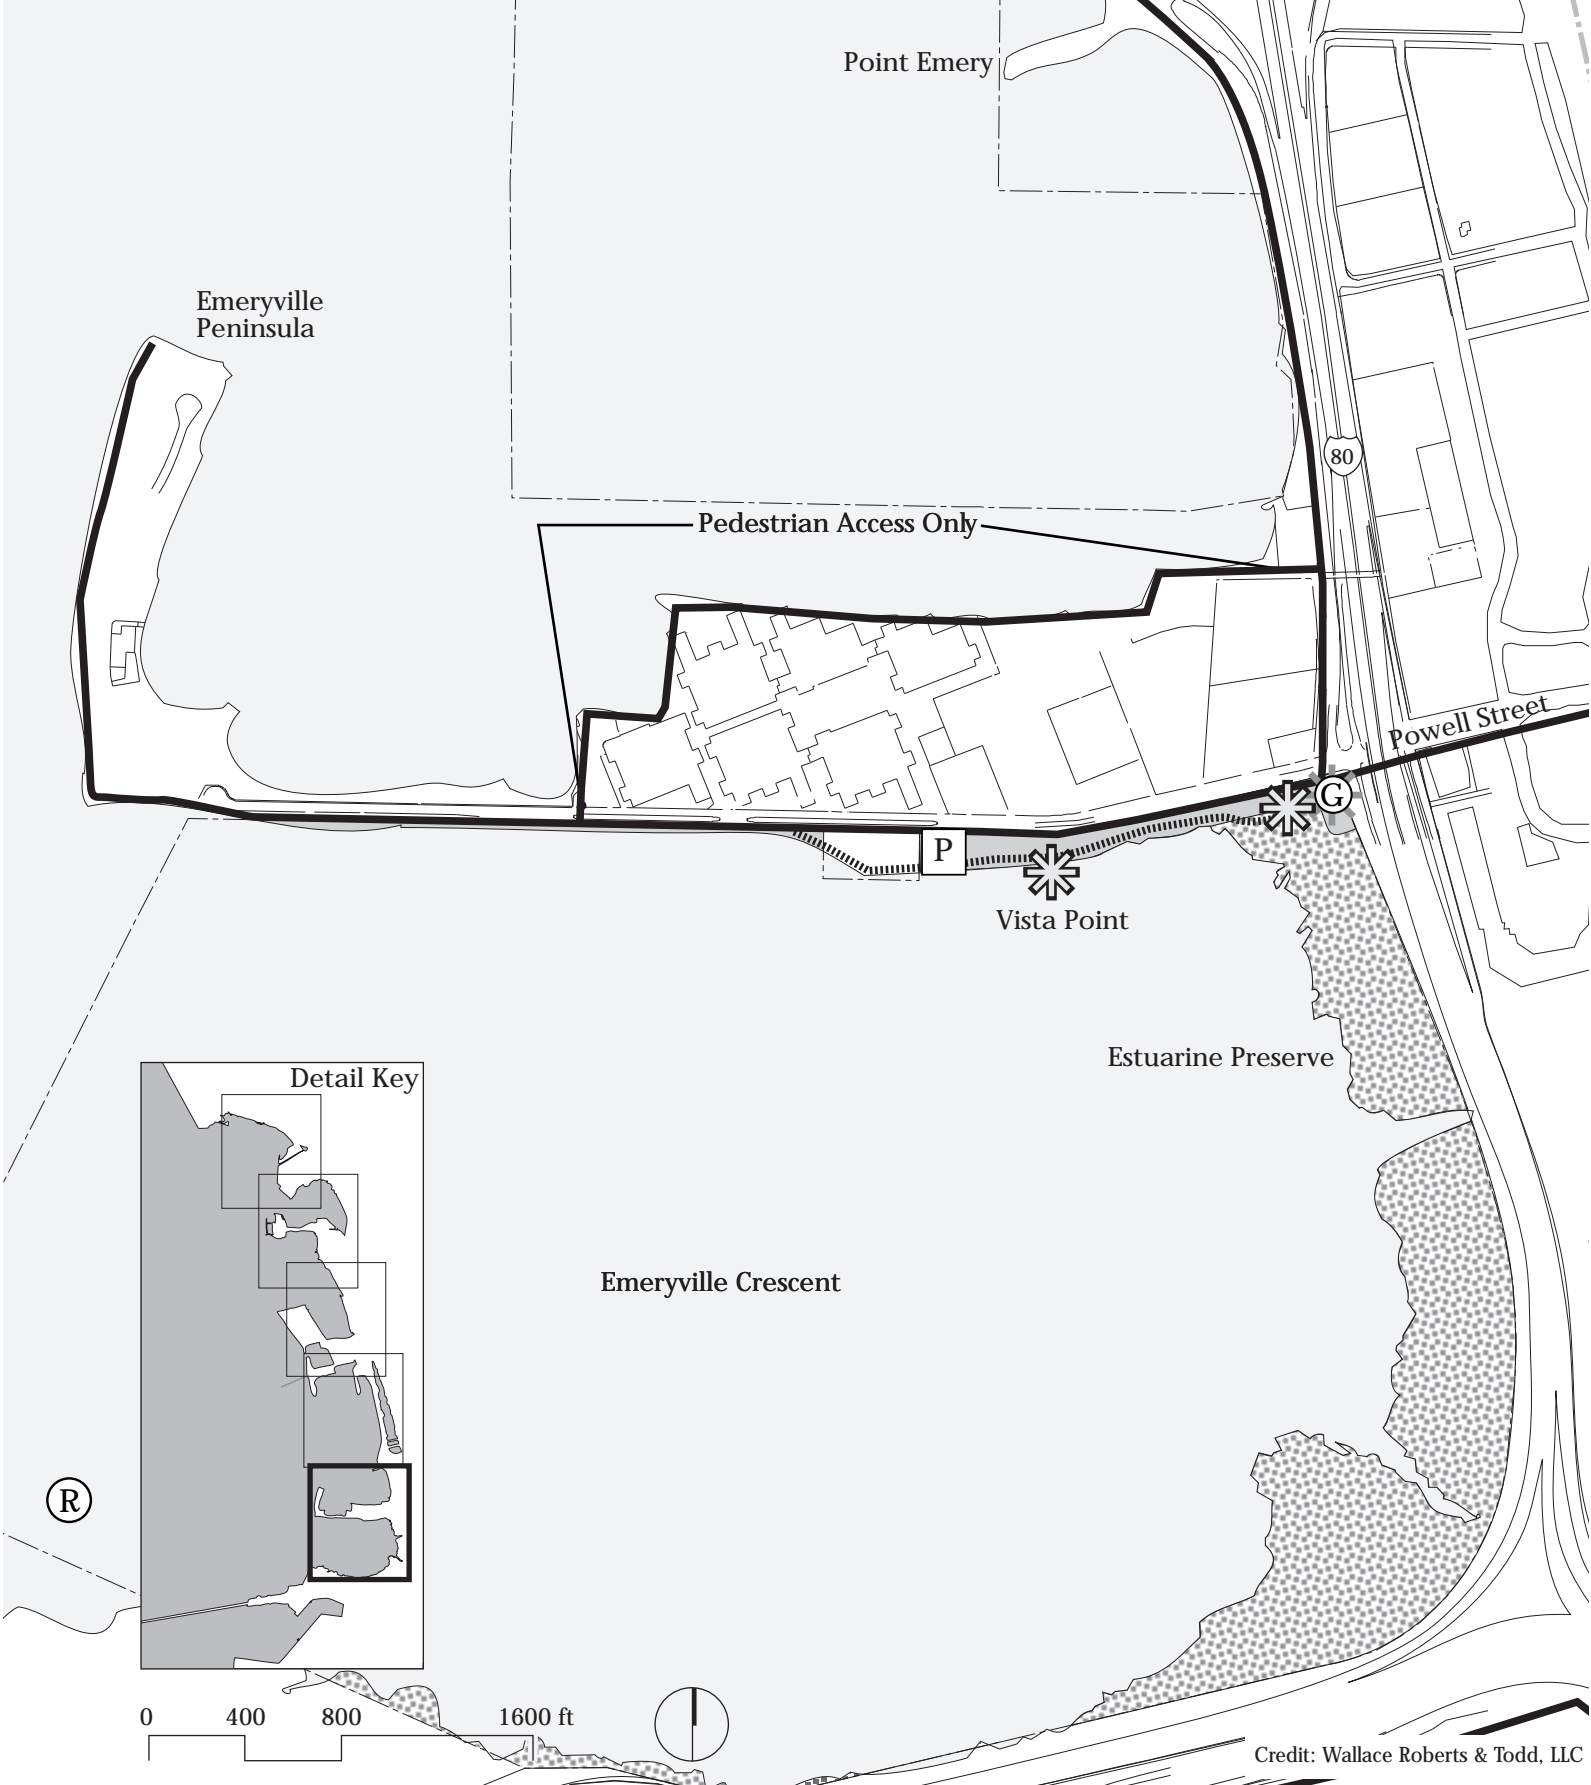 Point Emery
Emeryville
Peninsula
80
Pedestrian Access Only
Powell Street
G
P
Vista Point
Estuarine Preserve
Detail Key
Emeryville Crescent
R
0 400 800 1600 ft
Credit: Wallace Roberts & Todd, LLC